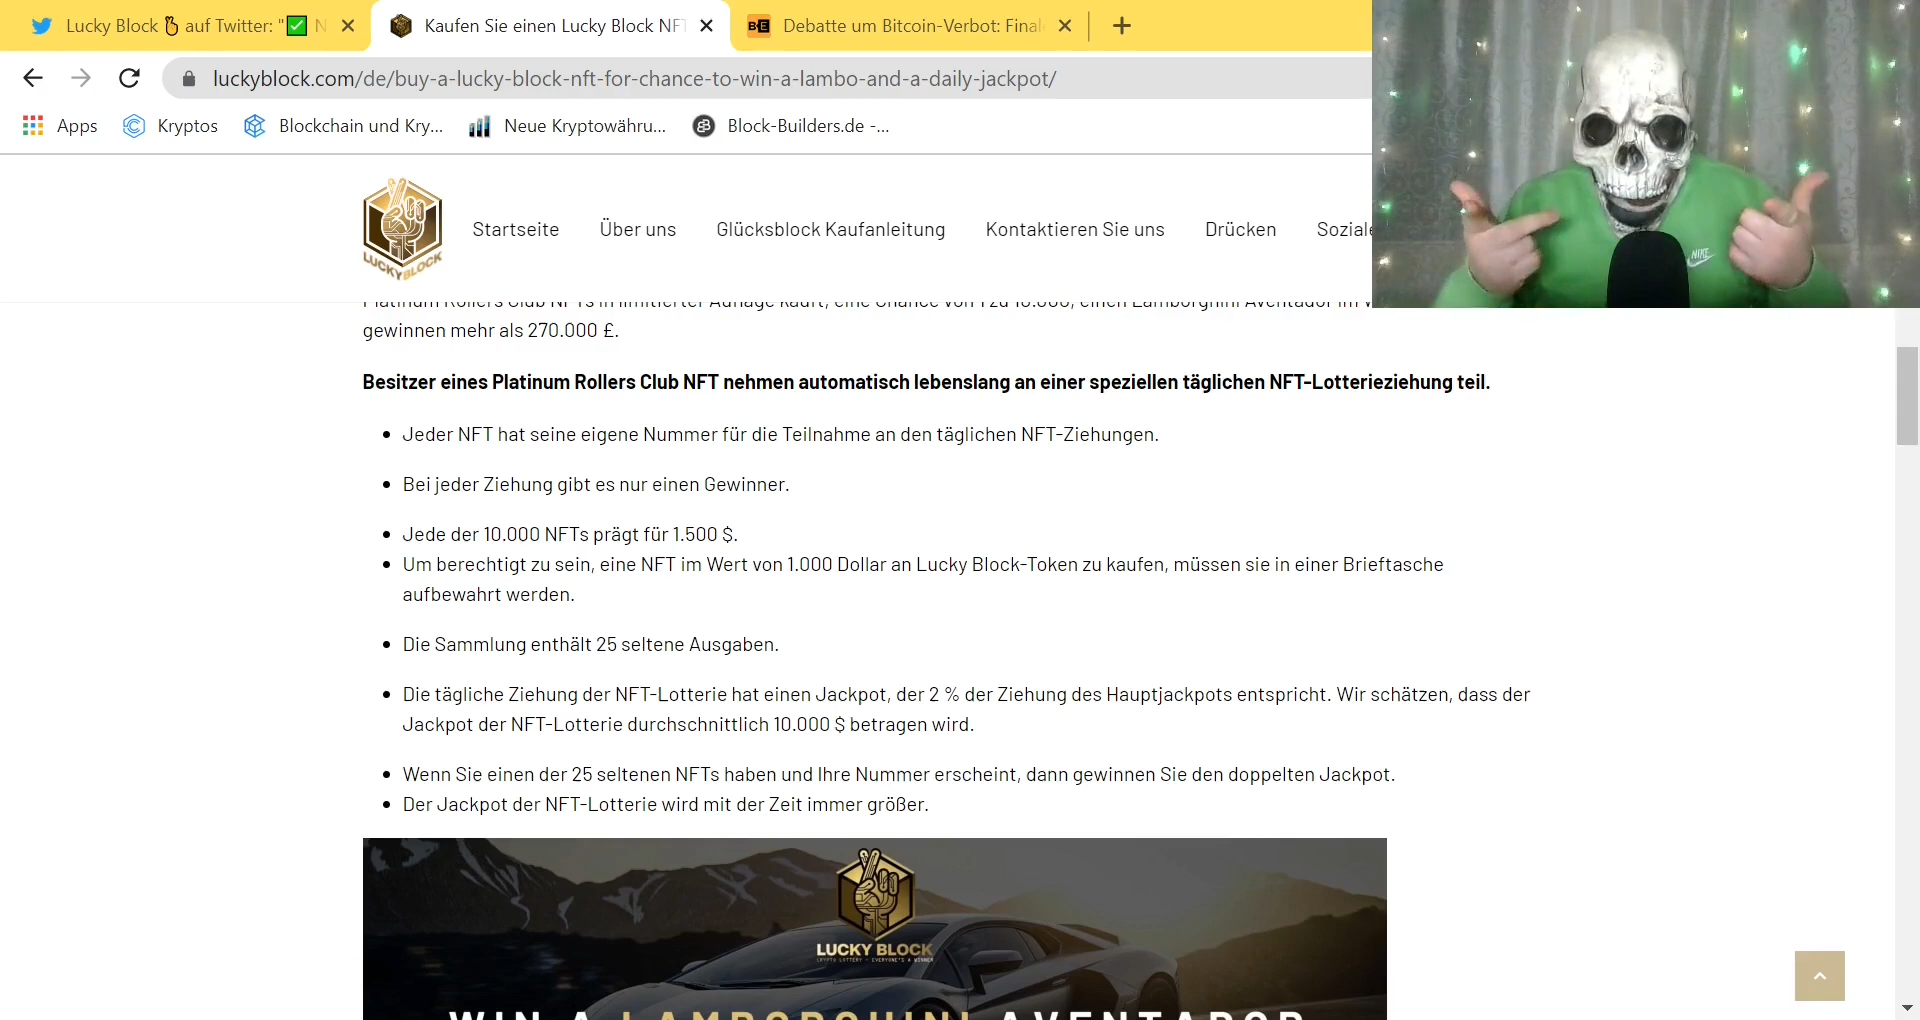 Lucky Block 🤞 auf Twitter: "✅ N
Kaufen Sie einen Lucky Block NFT
Debatte um Bitcoin-Verbot: Final
luckyblock.com/de/buy-a-lucky-block-nft-for-chance-to-win-a-lambo-and-a-daily-jackpot/
Apps
Kryptos
Blockchain und Kry...
Neue Kryptowähru...
Block-Builders.de -...
LUCKY BLOCK
Startseite
Über uns
Glücksblock Kaufanleitung
Kontaktieren Sie uns
Drücken
Soziale
NIKE
Platinum Rollers Club NFTs in limitierter Auflage kauft, eine Chance von 1 zu 10.000, einen Lamborghini Aventador im
gewinnen mehr als 270.000 £.
Besitzer eines Platinum Rollers Club NFT nehmen automatisch lebenslang an einer speziellen täglichen NFT-Lotterieziehung teil.
Jeder NFT hat seine eigene Nummer für die Teilnahme an den täglichen NFT-Ziehungen.
Bei jeder Ziehung gibt es nur einen Gewinner.
Jede der 10.000 NFTs prägt für 1.500 $.
Um berechtigt zu sein, eine NFT im Wert von 1.000 Dollar an Lucky Block-Token zu kaufen, müssen sie in einer Brieftasche
aufbewahrt werden.
Die Sammlung enthält 25 seltene Ausgaben.
Die tägliche Ziehung der NFT-Lotterie hat einen Jackpot, der 2 % der Ziehung des Hauptjackpots entspricht. Wir schätzen, dass der
Jackpot der NFT-Lotterie durchschnittlich 10.000 $ betragen wird.
Wenn Sie einen der 25 seltenen NFTs haben und Ihre Nummer erscheint, dann gewinnen Sie den doppelten Jackpot.
Der Jackpot der NFT-Lotterie wird mit der Zeit immer größer.
LUCKY BLOCK
CRYPTO LOTTERY - EVERYONE'S A WINNER
WIN A LAMBORGHINI AVENTADOR